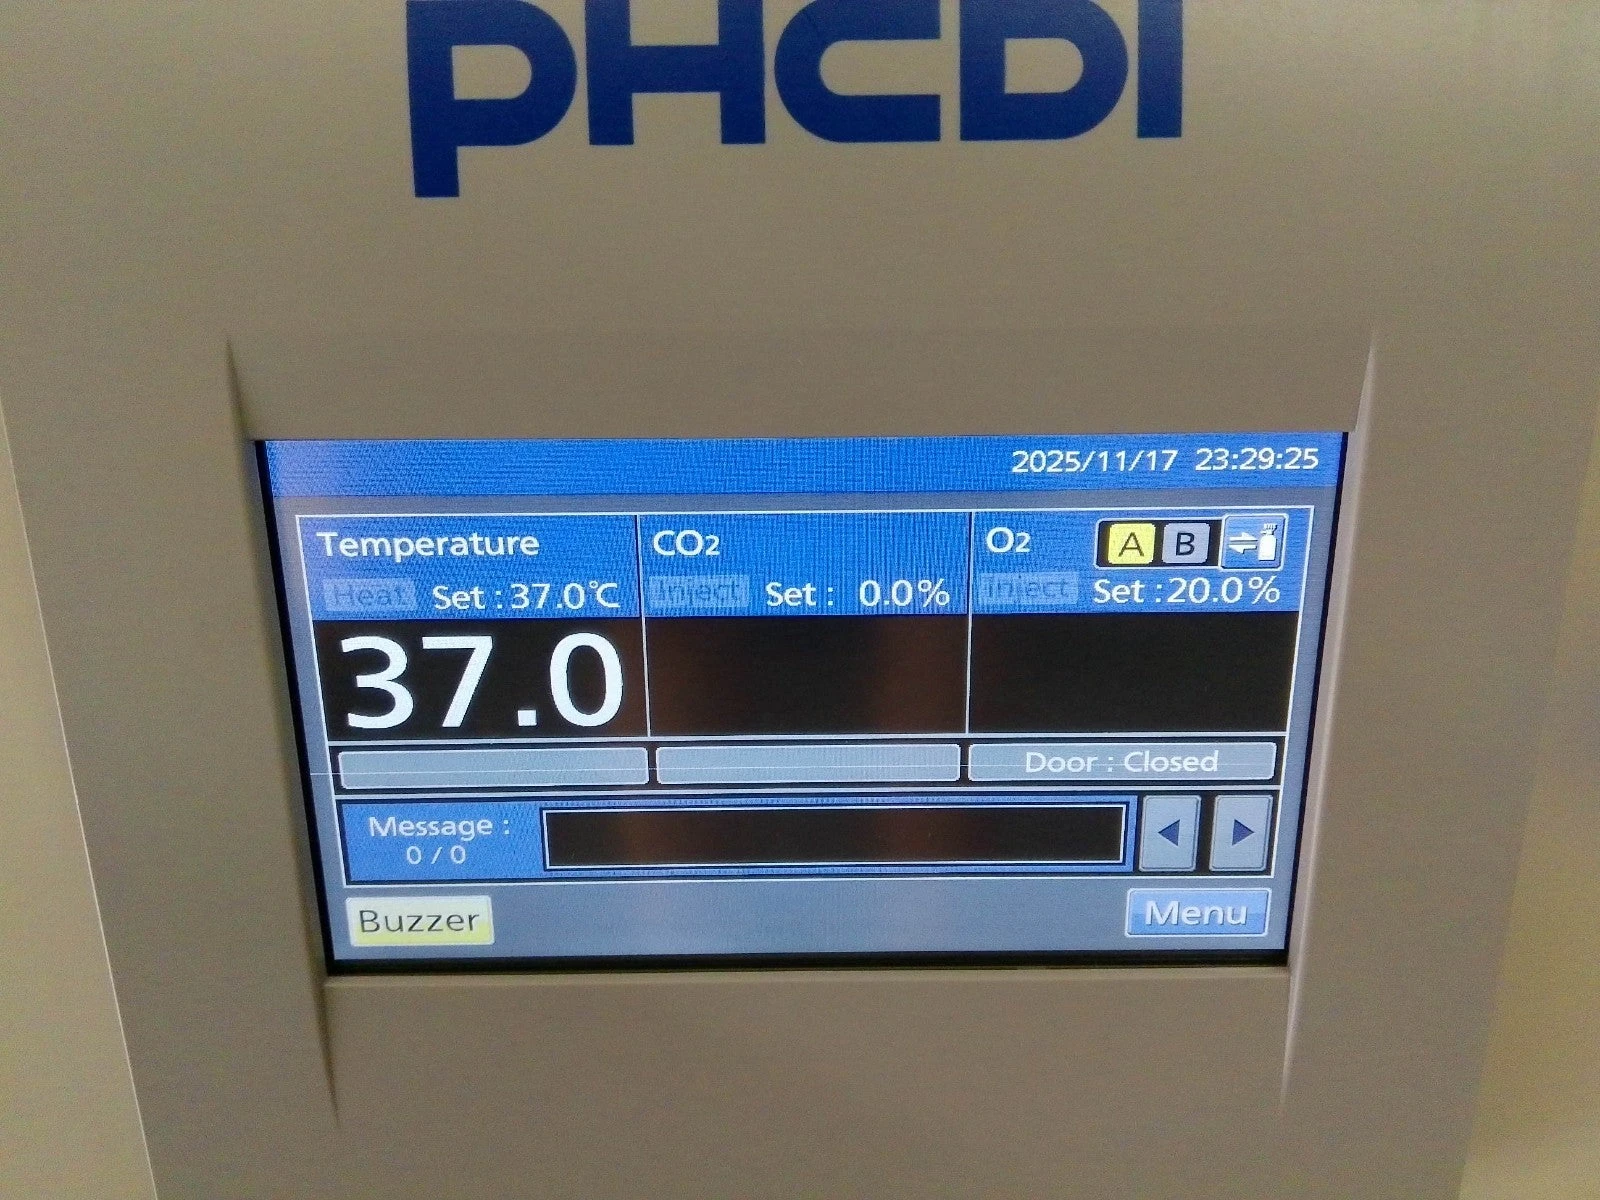 PHCbi
2025/11/17 23:29:25
Temperature
Heat Set : 37.0℃
37.0
CO2
Inject Set : 0.0%
O2 A B
Inject Set : 20.0%
Door : Closed
Message :
0 / 0
Buzzer
Menu